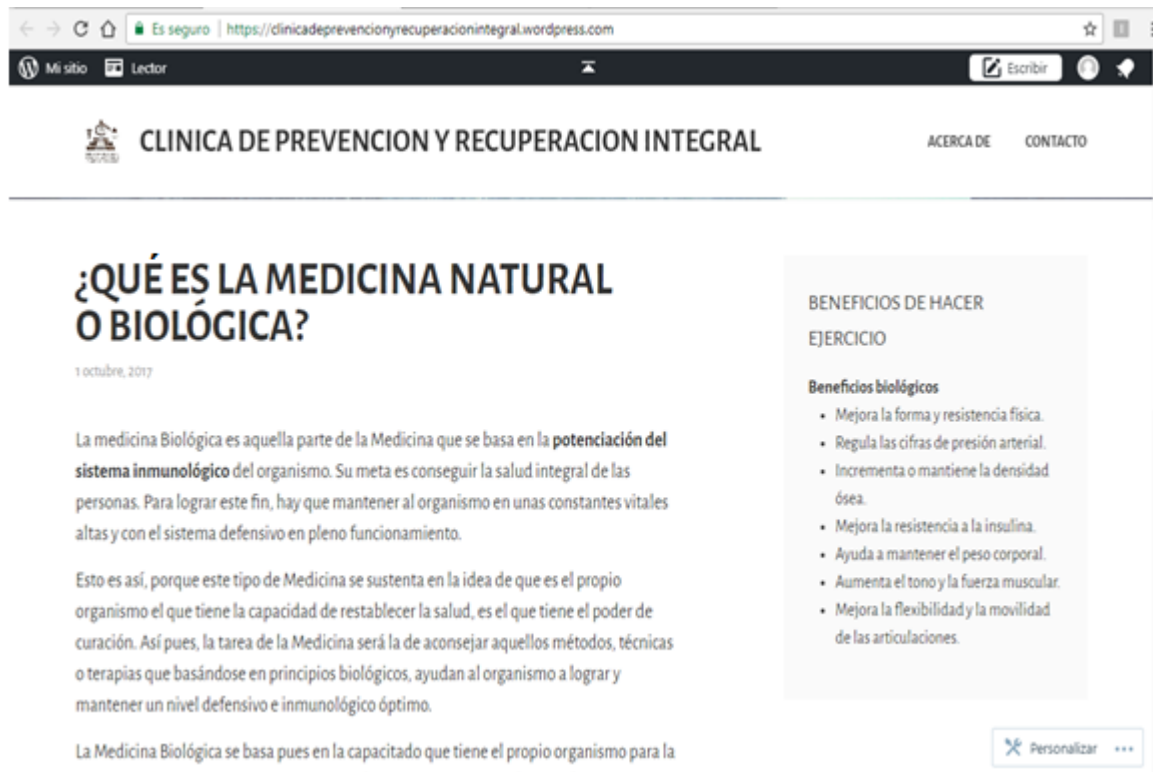 Es seguro | https://clinicadeprevencionyrecuperacionintegral.wordpress.com
Mi sitio Lector Escribir
CLINICA DE PREVENCION Y RECUPERACION INTEGRAL
ACERCA DE CONTACTO
¿QUÉ ES LA MEDICINA NATURAL
O BIOLÓGICA?
1 octubre, 2017
La medicina Biológica es aquella parte de la Medicina que se basa en la potenciación del
sistema inmunológico del organismo. Su meta es conseguir la salud integral de las
personas. Para lograr este fin, hay que mantener al organismo en unas constantes vitales
altas y con el sistema defensivo en pleno funcionamiento.
Esto es así, porque este tipo de Medicina se sustenta en la idea de que es el propio
organismo el que tiene la capacidad de restablecer la salud, es el que tiene el poder de
curación. Así pues, la tarea de la Medicina será la de aconsejar aquellos métodos, técnicas
o terapias que basándose en principios biológicos, ayudan al organismo a lograr y
mantener un nivel defensivo e inmunológico óptimo.
La Medicina Biológica se basa pues en la capacitado que tiene el propio organismo para la
BENEFICIOS DE HACER
EJERCICIO
Beneficios biológicos
• Mejora la forma y resistencia física.
• Regula las cifras de presión arterial.
• Incrementa o mantiene la densidad
ósea.
• Mejora la resistencia a la insulina.
• Ayuda a mantener el peso corporal.
• Aumenta el tono y la fuerza muscular.
• Mejora la flexibilidad y la movilidad
de las articulaciones.
Personalizar